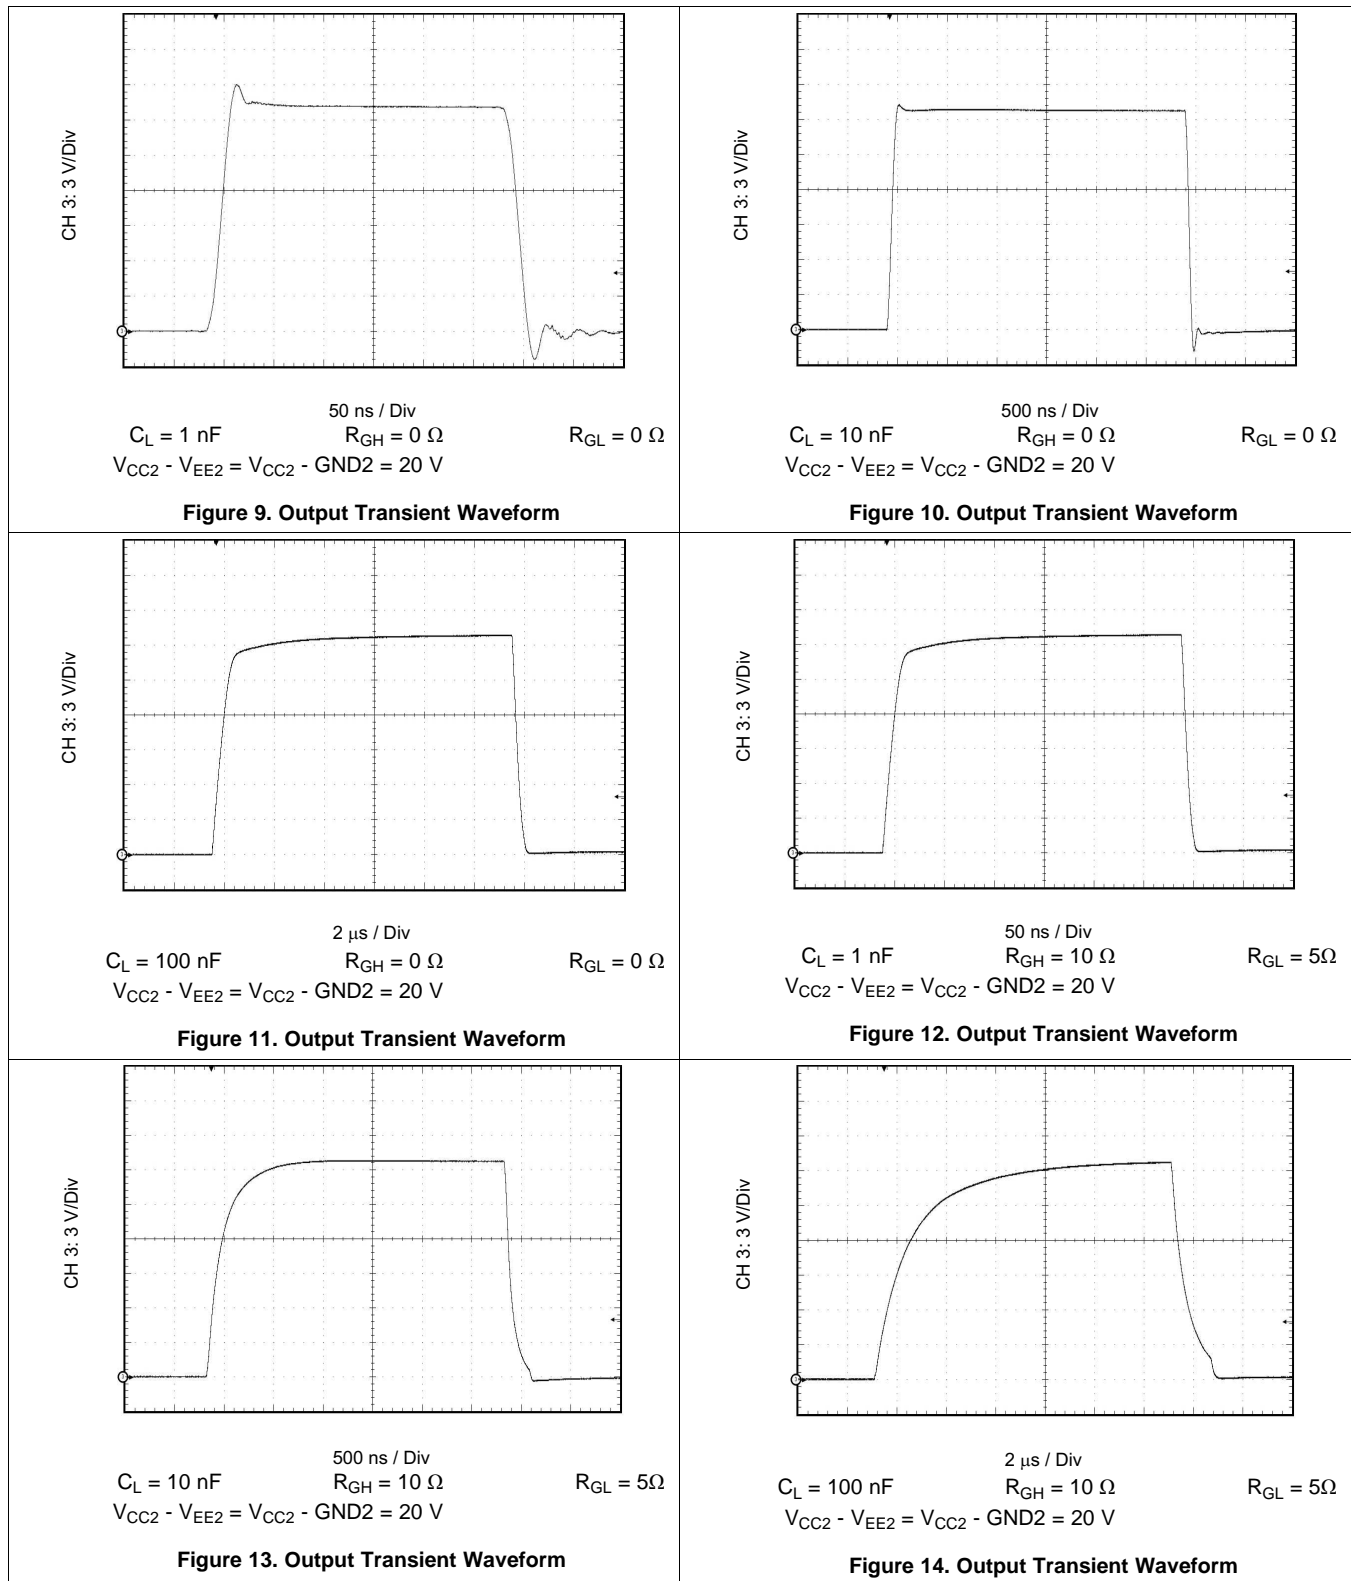 CH 3: 3 V/Div
50 ns / Div
C_L = 1 nF R_GH = 0 Ω R_GL = 0 Ω
V_CC2 - V_EE2 = V_CC2 - GND2 = 20 V
Figure 9. Output Transient Waveform
CH 3: 3 V/Div
500 ns / Div
C_L = 10 nF R_GH = 0 Ω R_GL = 0 Ω
V_CC2 - V_EE2 = V_CC2 - GND2 = 20 V
Figure 10. Output Transient Waveform
CH 3: 3 V/Div
2 μs / Div
C_L = 100 nF R_GH = 0 Ω R_GL = 0 Ω
V_CC2 - V_EE2 = V_CC2 - GND2 = 20 V
Figure 11. Output Transient Waveform
CH 3: 3 V/Div
50 ns / Div
C_L = 1 nF R_GH = 10 Ω R_GL = 5Ω
V_CC2 - V_EE2 = V_CC2 - GND2 = 20 V
Figure 12. Output Transient Waveform
CH 3: 3 V/Div
500 ns / Div
C_L = 10 nF R_GH = 10 Ω R_GL = 5Ω
V_CC2 - V_EE2 = V_CC2 - GND2 = 20 V
Figure 13. Output Transient Waveform
CH 3: 3 V/Div
2 μs / Div
C_L = 100 nF R_GH = 10 Ω R_GL = 5Ω
V_CC2 - V_EE2 = V_CC2 - GND2 = 20 V
Figure 14. Output Transient Waveform